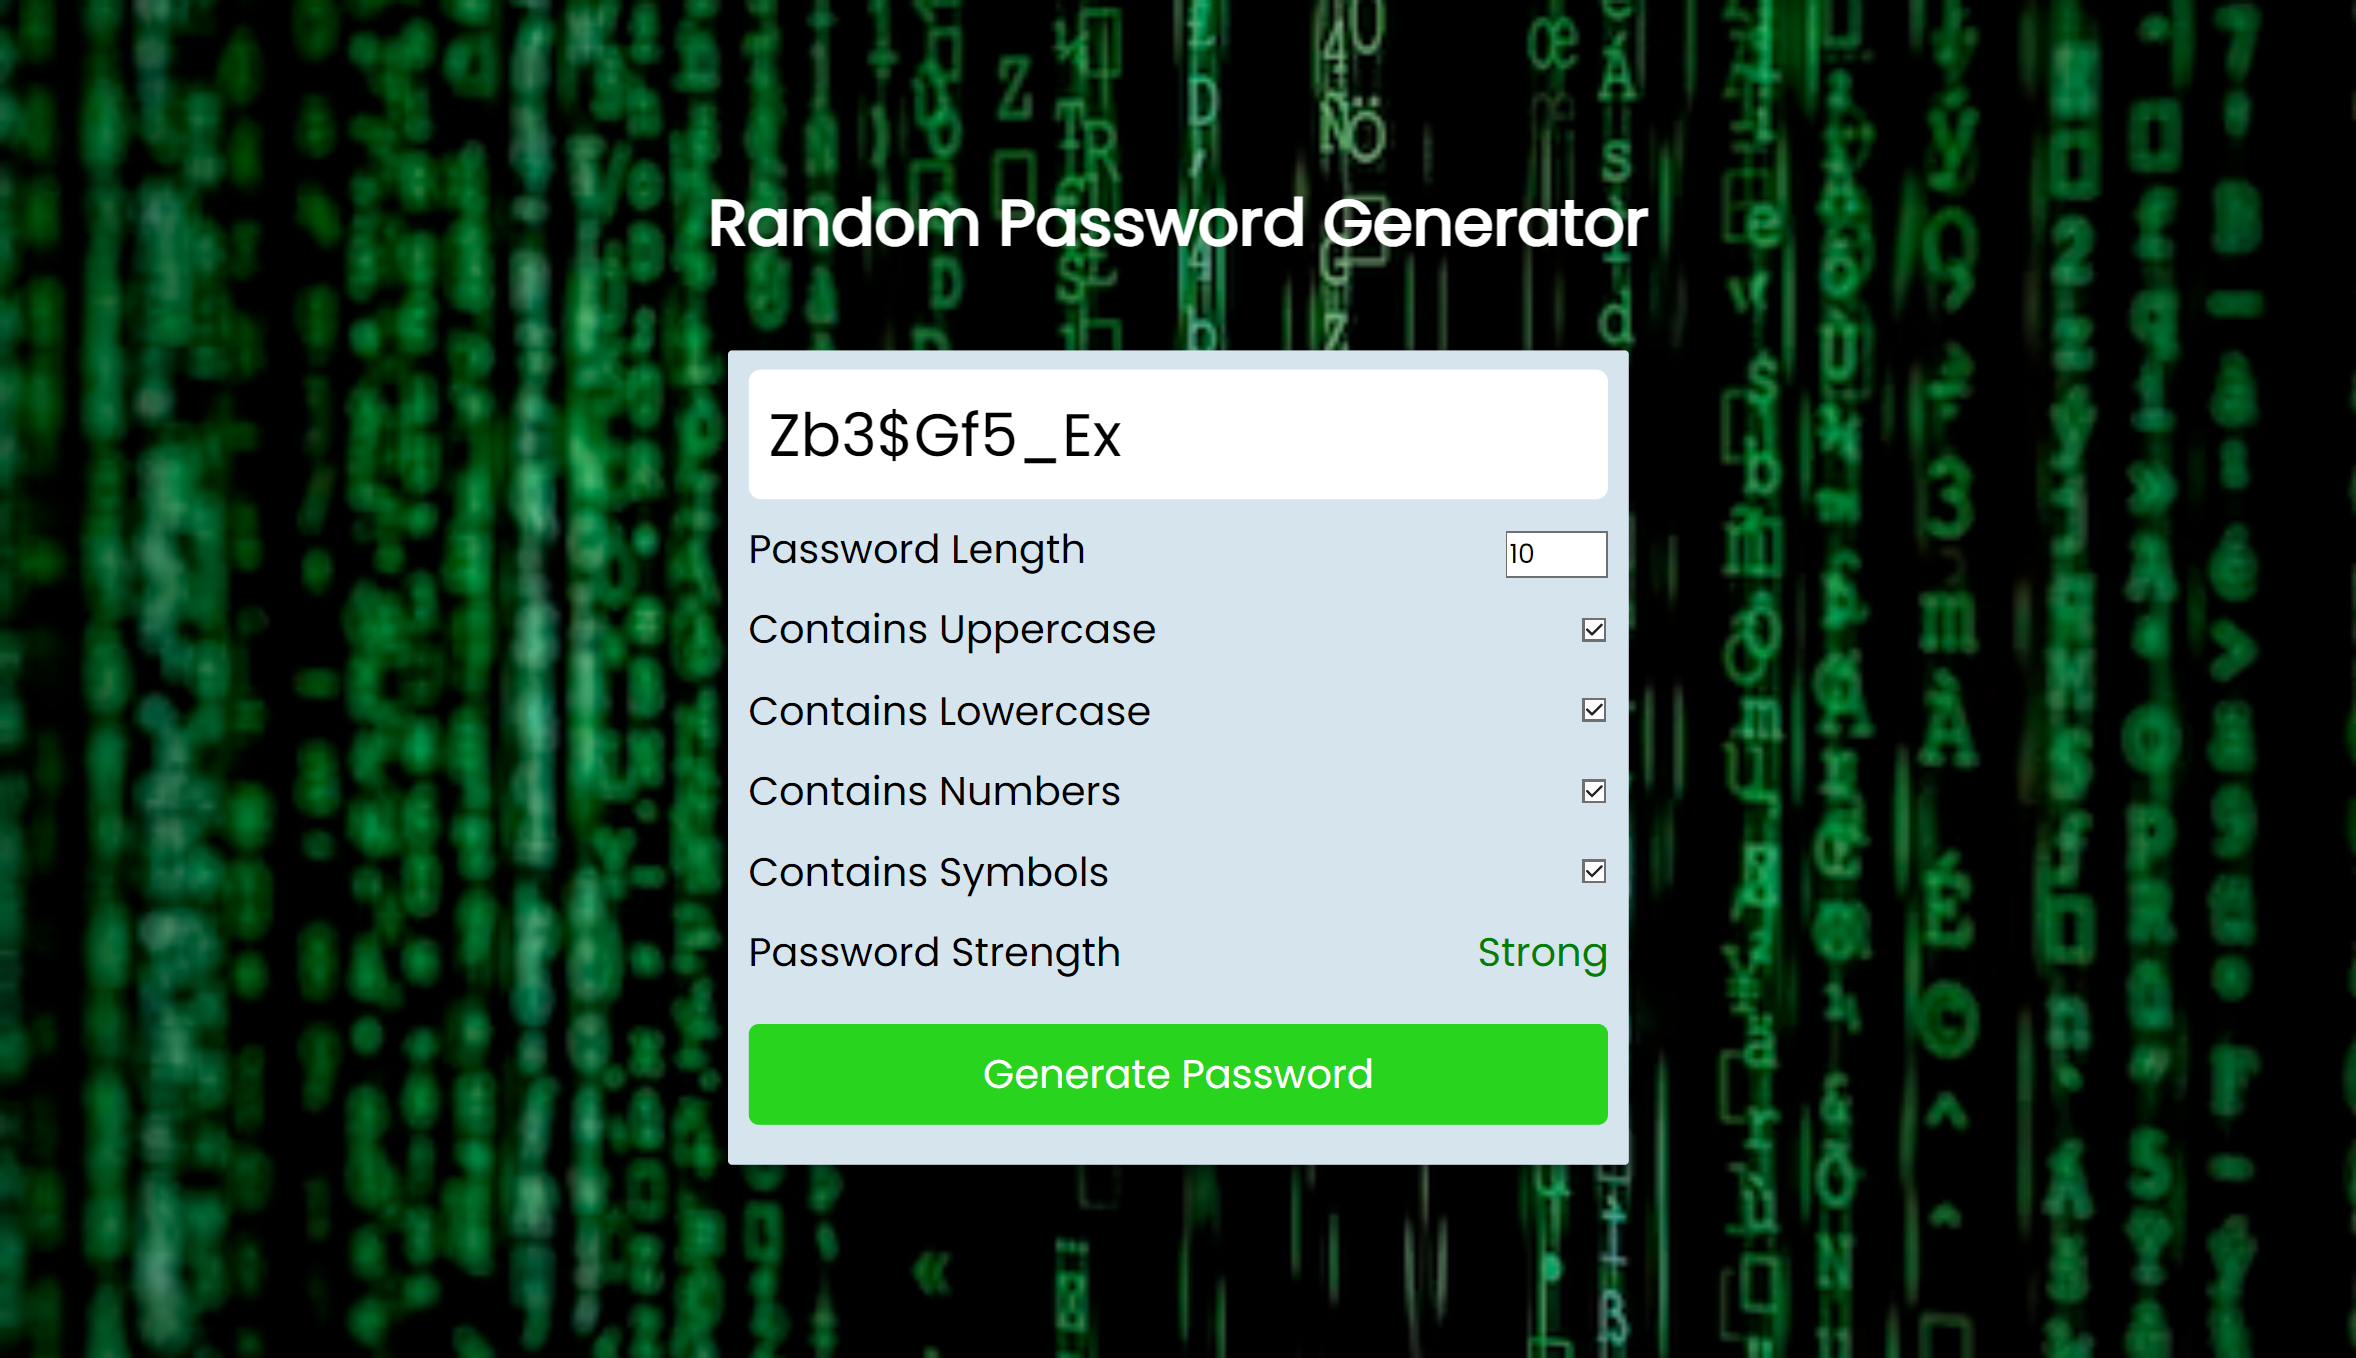 Random Password Generator
Zb3$Gf5_Ex
Password Length 10
Contains Uppercase
Contains Lowercase
Contains Numbers
Contains Symbols
Password Strength Strong
Generate Password